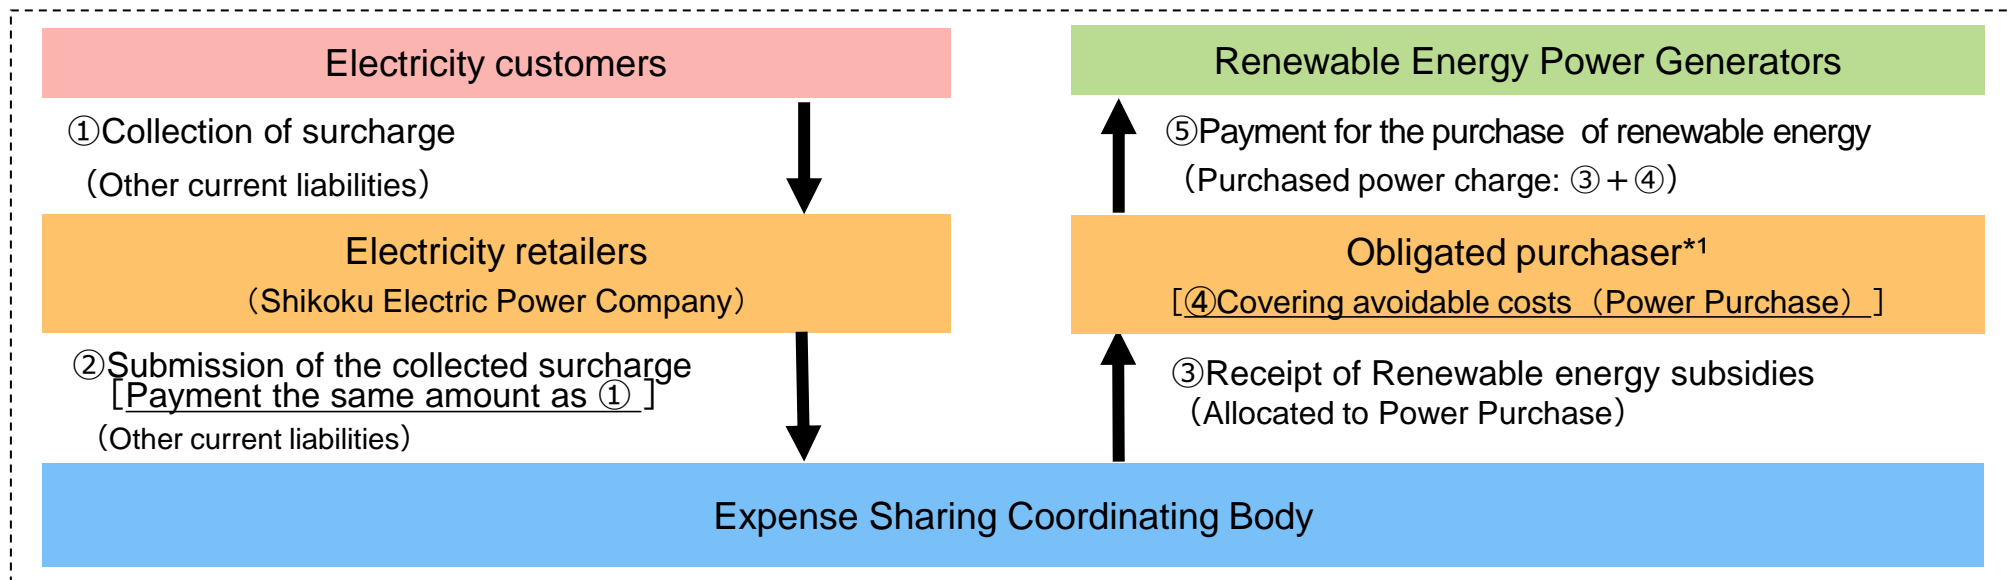 Electricity customers
①Collection of surcharge
（Other current liabilities）
Electricity retailers
（Shikoku Electric Power Company）
②Submission of the collected surcharge
［Payment the same amount as ① ］
（Other current liabilities）
Renewable Energy Power Generators
⑤Payment for the purchase of renewable energy
（Purchased power charge: ③＋④）
Obligated purchaser*¹
［④Covering avoidable costs（Power Purchase）］
③Receipt of Renewable energy subsidies
（Allocated to Power Purchase）
Expense Sharing Coordinating Body